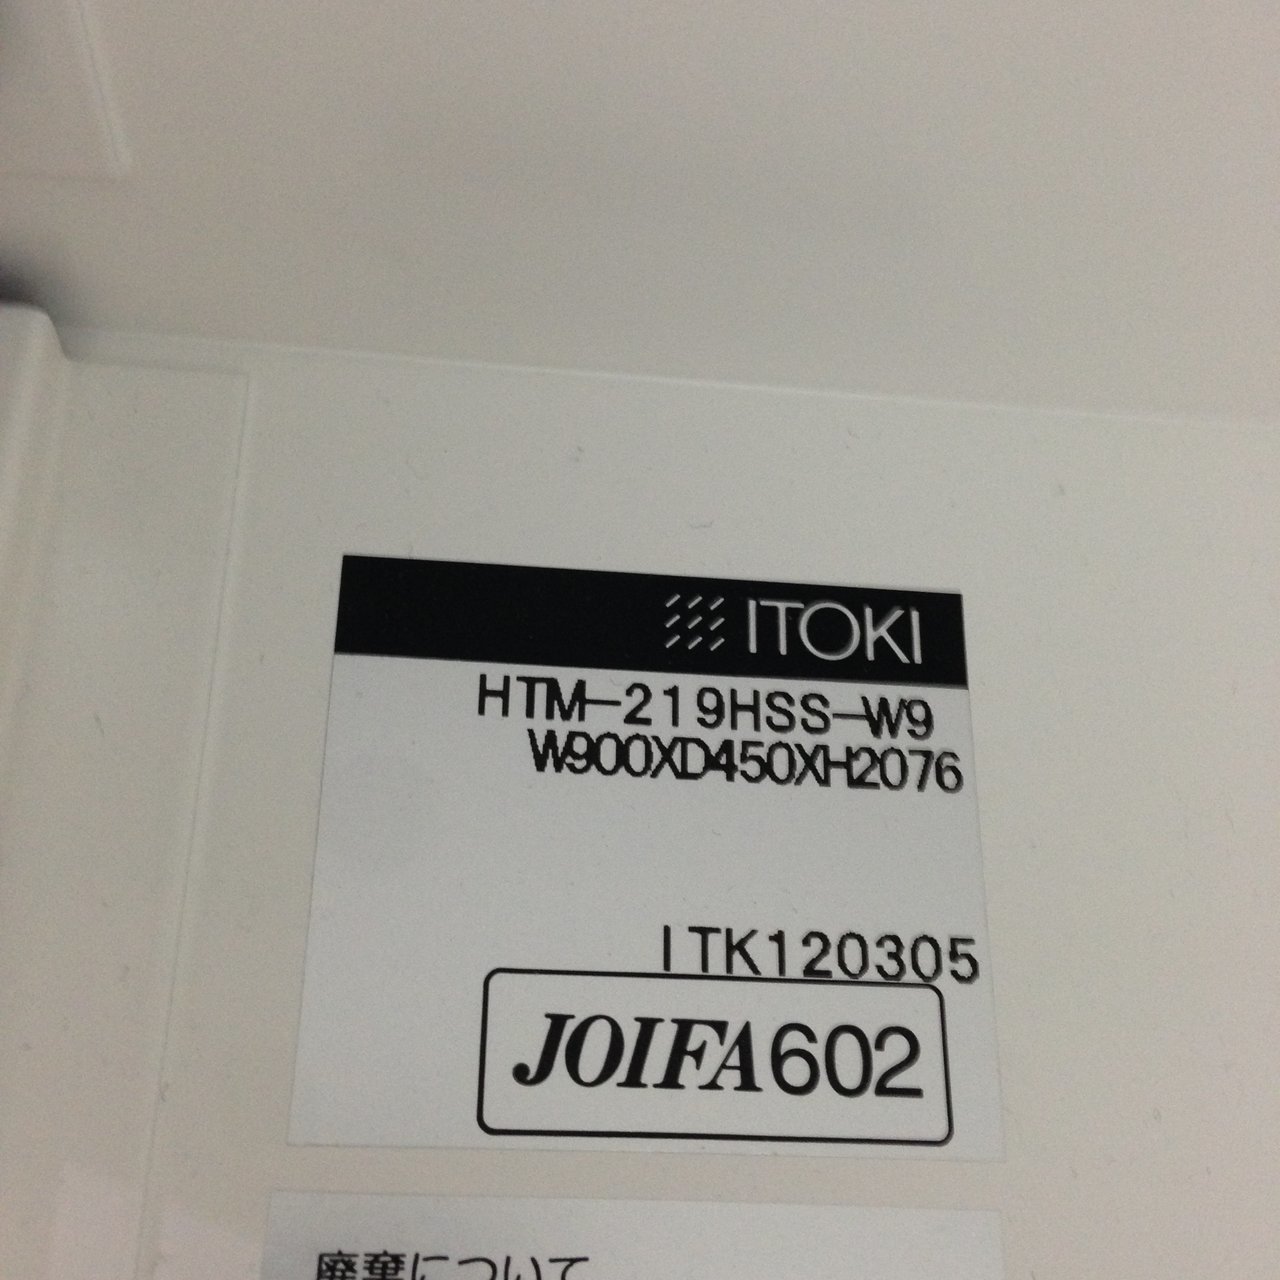 ITOKI
HTM-219HSS-W9
W900XD450XH2076
ITK120305
JOIFA602
廃棄について